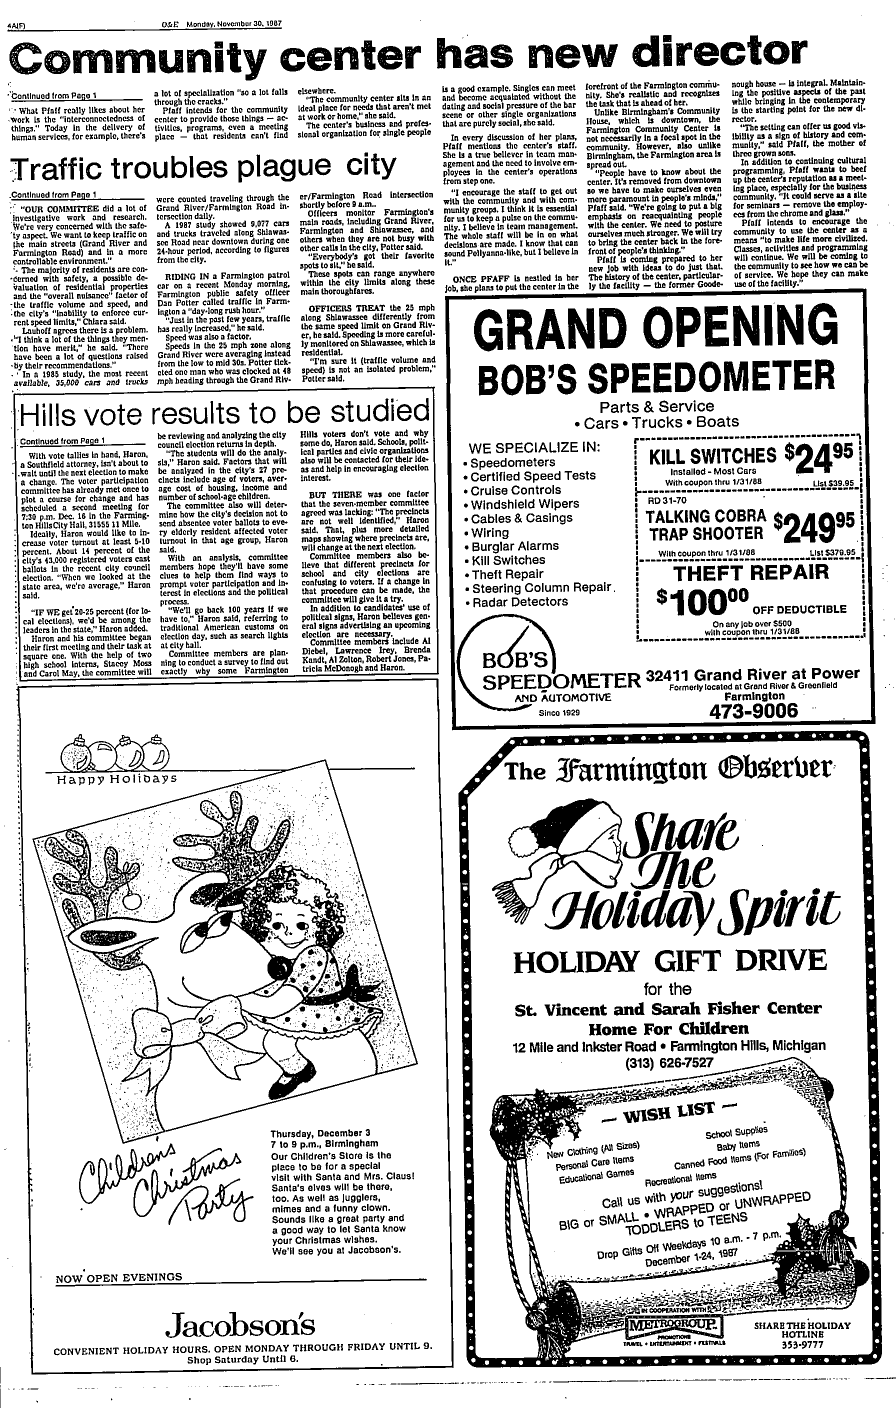 4A(F)
O&E Monday, November 30, 1987
Community center has new director
Continued from Page 1
What Pfaff really likes about her
work is the "interconnectedness of
things." Today in the delivery of
human services, for example, there's
a lot of specialization "so a lot falls
through the cracks."
Pfaff intends for the community
center to provide those things — ac-
tivities, programs, even a meeting
place — that residents can't find
elsewhere.
"The community center sits in an
ideal place for needs that aren't met
at work or home," she said.
The center's business and profes-
sional organization for single people
is a good example. Singles can meet
and become acquainted without the
dating and social pressure of the bar
scene or other single organizations
that are purely social, she said.
In every discussion of her plans,
Pfaff mentions the center's staff.
She is a true believer in team man-
agement and the need to involve em-
ployees in the center's operations
from step one.
"I encourage the staff to get out
with the community and with com-
munity groups. I think it is essential
for us to keep a pulse on the commu-
nity. I believe in team management.
The whole staff will be in on what
decisions are made. I know that can
sound Pollyanna-like, but I believe in
it."
ONCE PFAFF is nestled in her
job, she plans to put the center in the
forefront of the Farmington commu-
nity. She's realistic and recognizes
the task that is ahead of her.
Unlike Birmingham's Community
House, which is downtown, the
Farmington Community Center is
not necessarily in a focal spot in the
community. However, also unlike
Birmingham, the Farmington area is
spread out.
"People have to know about the
center. It's removed from downtown
so we have to make ourselves even
more paramount in people's minds,"
Pfaff said. "We're going to put a big
emphasis on reacquainting people
with the center. We need to posture
ourselves much stronger. We will try
to bring the center back in the fore-
front of people's thinking."
Pfaff is coming prepared to her
new job with ideas to do just that.
The history of the center, particular-
ly the facility — the former Goode-
nough house — is integral. Maintain-
ing the positive aspects of the past
while bringing in the contemporary
is the starting point for the new di-
rector.
"The setting can offer us good vis-
ibility as a sign of history and com-
munity," said Pfaff, the mother of
three grown sons.
In addition to continuing cultural
programming, Pfaff wants to beef
up the center's reputation as a meet-
ing place, especially for the business
community. "It could serve as a site
for seminars — remove the employ-
ees from the chrome and glass."
Pfaff intends to encourage the
community to use the center as a
means "to make life more civilized.
Classes, activities and programming
will continue. We will be coming to
the community to see how we can be
of service. We hope they can make
use of the facility."
Traffic troubles plague city
Continued from Page 1
"OUR COMMITTEE did a lot of
investigative work and research.
We're very concerned with the safe-
ty aspect. We want to keep traffic on
the main streets (Grand River and
Farmington Road) and in a more
controllable environment."
The majority of residents are con-
cerned with safety, a possible de-
valuation of residential properties
and the "overall nuisance" factor of
the traffic volume and speed, and
the city's "inability to enforce cur-
rent speed limits," Chiara said.
Lauhoff agrees there is a problem.
"I think a lot of the things they men-
tion have merit," he said. "There
have been a lot of questions raised
by their recommendations."
In a 1985 study, the most recent
available, 35,000 cars and trucks
were counted traveling through the
Grand River/Farmington Road in-
tersection daily.
A 1987 study showed 9,077 cars
and trucks traveled along Shiawas-
see Road near downtown during one
24-hour period, according to figures
from the city.
RIDING IN a Farmington patrol
car on a recent Monday morning,
Farmington public safety officer
Dan Potter called traffic in Farm-
ington a "day-long rush hour."
"Just in the past few years, traffic
has really increased," he said.
Speed was also a factor.
Speeds in the 25 mph zone along
Grand River were averaging instead
from the low to mid 30s. Potter tick-
eted one man who was clocked at 48
mph heading through the Grand Riv-
er/Farmington Road intersection
shortly before 9 a.m.
Officers monitor Farmington's
main roads, including Grand River,
Farmington and Shiawassee, and
others when they are not busy with
other calls in the city, Potter said.
"Everybody's got their favorite
spots to sit," he said.
These spots can range anywhere
within the city limits along these
main thoroughfares.
OFFICERS TREAT the 25 mph
along Shiawassee differently from
the same speed limit on Grand Riv-
er, he said. Speeding is more careful-
ly monitored on Shiawassee, which is
residential.
"I'm sure it (traffic volume and
speed) is not an isolated problem,"
Potter said.
Hills vote results to be studied
Continued from Page 1
With vote tallies in hand, Haron,
a Southfield attorney, isn't about to
wait until the next election to make
a change. The voter participation
committee has already met once to
plot a course for change and has
scheduled a second meeting for
7:30 p.m. Dec. 16 in the Farming-
ton Hills City Hall, 31555 11 Mile.
Ideally, Haron would like to in-
crease voter turnout at least 5-10
percent. About 14 percent of the
city's 43,000 registered voters cast
ballots in the recent city council
election. "When we looked at the
state area, we're average," Haron
said.
"IF WE get 20-25 percent (for lo-
cal elections), we'd be among the
leaders in the state," Haron added.
Haron and his committee began
their first meeting and their task at
square one. With the help of two
high school interns, Stacey Moss
and Carol May, the committee will
be reviewing and analyzing the city
council election returns in depth.
"The students will do the analy-
sis," Haron said. Factors that will
be analyzed in the city's 27 pre-
cincts include age of voters, aver-
age cost of housing, income and
number of school-age children.
The committee also will deter-
mine how the city's decision not to
send absentee voter ballots to eve-
ry elderly resident affected voter
turnout in that age group, Haron
said.
With an analysis, committee
members hope they'll have some
clues to help them find ways to
prompt voter participation and in-
terest in elections and the political
process.
"We'll go back 100 years if we
have to," Haron said, referring to
traditional American customs on
election day, such as search lights
at city hall.
Committee members are plan-
ning to conduct a survey to find out
exactly why some Farmington
Hills voters don't vote and why
some do, Haron said. Schools, polit-
ical parties and civic organizations
also will be contacted for their ide-
as and help in encouraging election
interest.
BUT THERE was one factor
that the seven-member committee
agreed was lacking: "The precincts
are not well identified," Haron
said. That, plus more detailed
maps showing where precincts are,
will change at the next election.
Committee members also be-
lieve that different precincts for
school and city elections are
confusing to voters. If a change in
that procedure can be made, the
committee will give it a try.
In addition to candidates' use of
political signs, Haron believes gen-
eral signs advertising an upcoming
election are necessary.
Committee members include Al
Diebel, Lawrence Irey, Brenda
Kandt, Al Zolton, Robert Jones, Pa-
tricia McDonogh and Haron.
GRAND OPENING
BOB'S SPEEDOMETER
Parts & Service
• Cars • Trucks • Boats
WE SPECIALIZE IN:
• Speedometers
• Certified Speed Tests
• Cruise Controls
• Windshield Wipers
• Cables & Casings
• Wiring
• Burglar Alarms
• Kill Switches
• Theft Repair
• Steering Column Repair
• Radar Detectors
KILL SWITCHES $24.95
Installed - Most Cars
With coupon thru 1/31/88 List $39.95
RD 31-70
TALKING COBRA
TRAP SHOOTER $249.95
With coupon thru 1/31/88 List $379.95
THEFT REPAIR
$100.00 OFF DEDUCTIBLE
On any job over $500
with coupon thru 1/31/88
BOB'S
SPEEDOMETER
AND AUTOMOTIVE
Since 1929
32411 Grand River at Power
Formerly located at Grand River & Greenfield
Farmington
473-9006
Happy Holidays
Children's
Christmas
Party
Thursday, December 3
7 to 9 p.m., Birmingham
Our Children's Store is the
place to be for a special
visit with Santa and Mrs. Claus!
Santa's elves will be there,
too. As well as jugglers,
mimes and a funny clown.
Sounds like a great party and
a good way to let Santa know
your Christmas wishes.
We'll see you at Jacobson's.
NOW OPEN EVENINGS
Jacobson's
CONVENIENT HOLIDAY HOURS. OPEN MONDAY THROUGH FRIDAY UNTIL 9.
Shop Saturday Until 6.
The Farmington Observer
Share
The
Holiday Spirit
HOLIDAY GIFT DRIVE
for the
St. Vincent and Sarah Fisher Center
Home For Children
12 Mile and Inkster Road • Farmington Hills, Michigan
(313) 626-7527
— WISH LIST —
New Clothing (All Sizes)
Personal Care Items
Educational Games
School Supplies
Baby Items
Canned Food Items (For Families)
Recreational Items
Call us with your suggestions!
BIG or SMALL • WRAPPED or UNWRAPPED
TODDLERS to TEENS
Drop Gifts Off Weekdays 10 a.m. - 7 p.m.
December 1-24, 1987
IN COOPERATION WITH
METROGROUP
PROMOTIONS
TRAVEL • ENTERTAINMENT • FESTIVALS
SHARE THE HOLIDAY
HOTLINE
353-9777